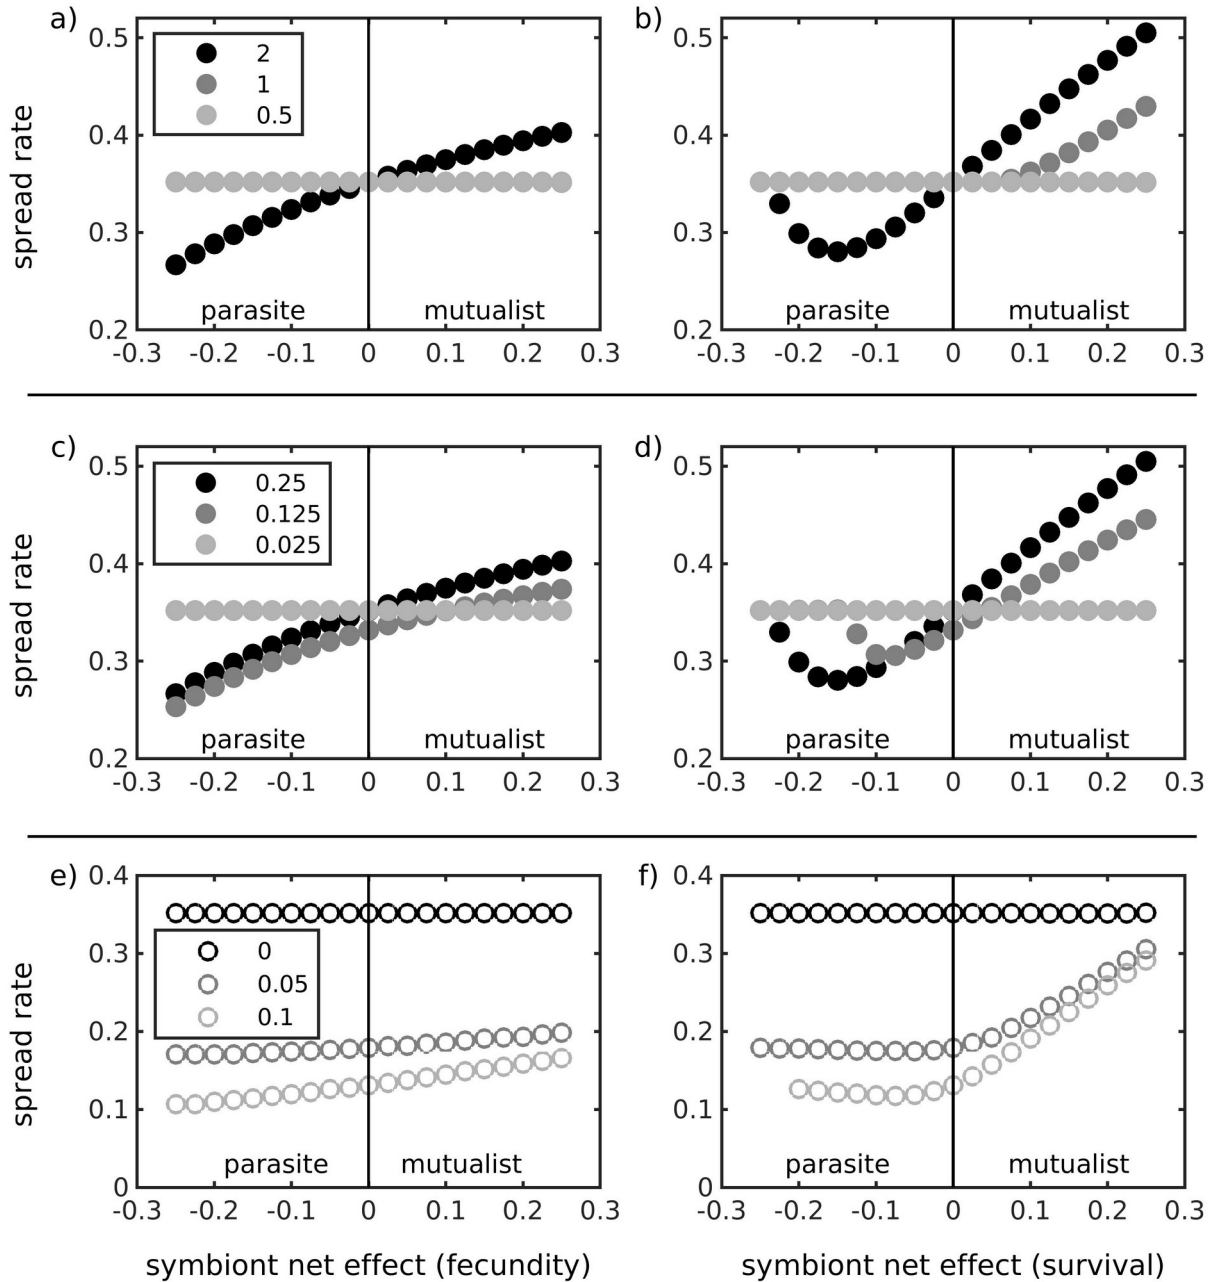 a)
0.5
0.4
0.3
0.2
spread rate
2
1
0.5
parasite
mutualist
-0.3 -0.2 -0.1 0 0.1 0.2 0.3
b)
0.5
0.4
0.3
0.2
parasite
mutualist
-0.3 -0.2 -0.1 0 0.1 0.2 0.3
c)
0.5
0.4
0.3
0.2
spread rate
0.25
0.125
0.025
parasite
mutualist
-0.3 -0.2 -0.1 0 0.1 0.2 0.3
d)
0.5
0.4
0.3
0.2
parasite
mutualist
-0.3 -0.2 -0.1 0 0.1 0.2 0.3
e)
0.4
0.3
0.2
0.1
0
spread rate
0
0.05
0.1
parasite
mutualist
-0.3 -0.2 -0.1 0 0.1 0.2 0.3
symbiont net effect (fecundity)
f)
0.4
0.3
0.2
0.1
0
parasite
mutualist
-0.3 -0.2 -0.1 0 0.1 0.2 0.3
symbiont net effect (survival)